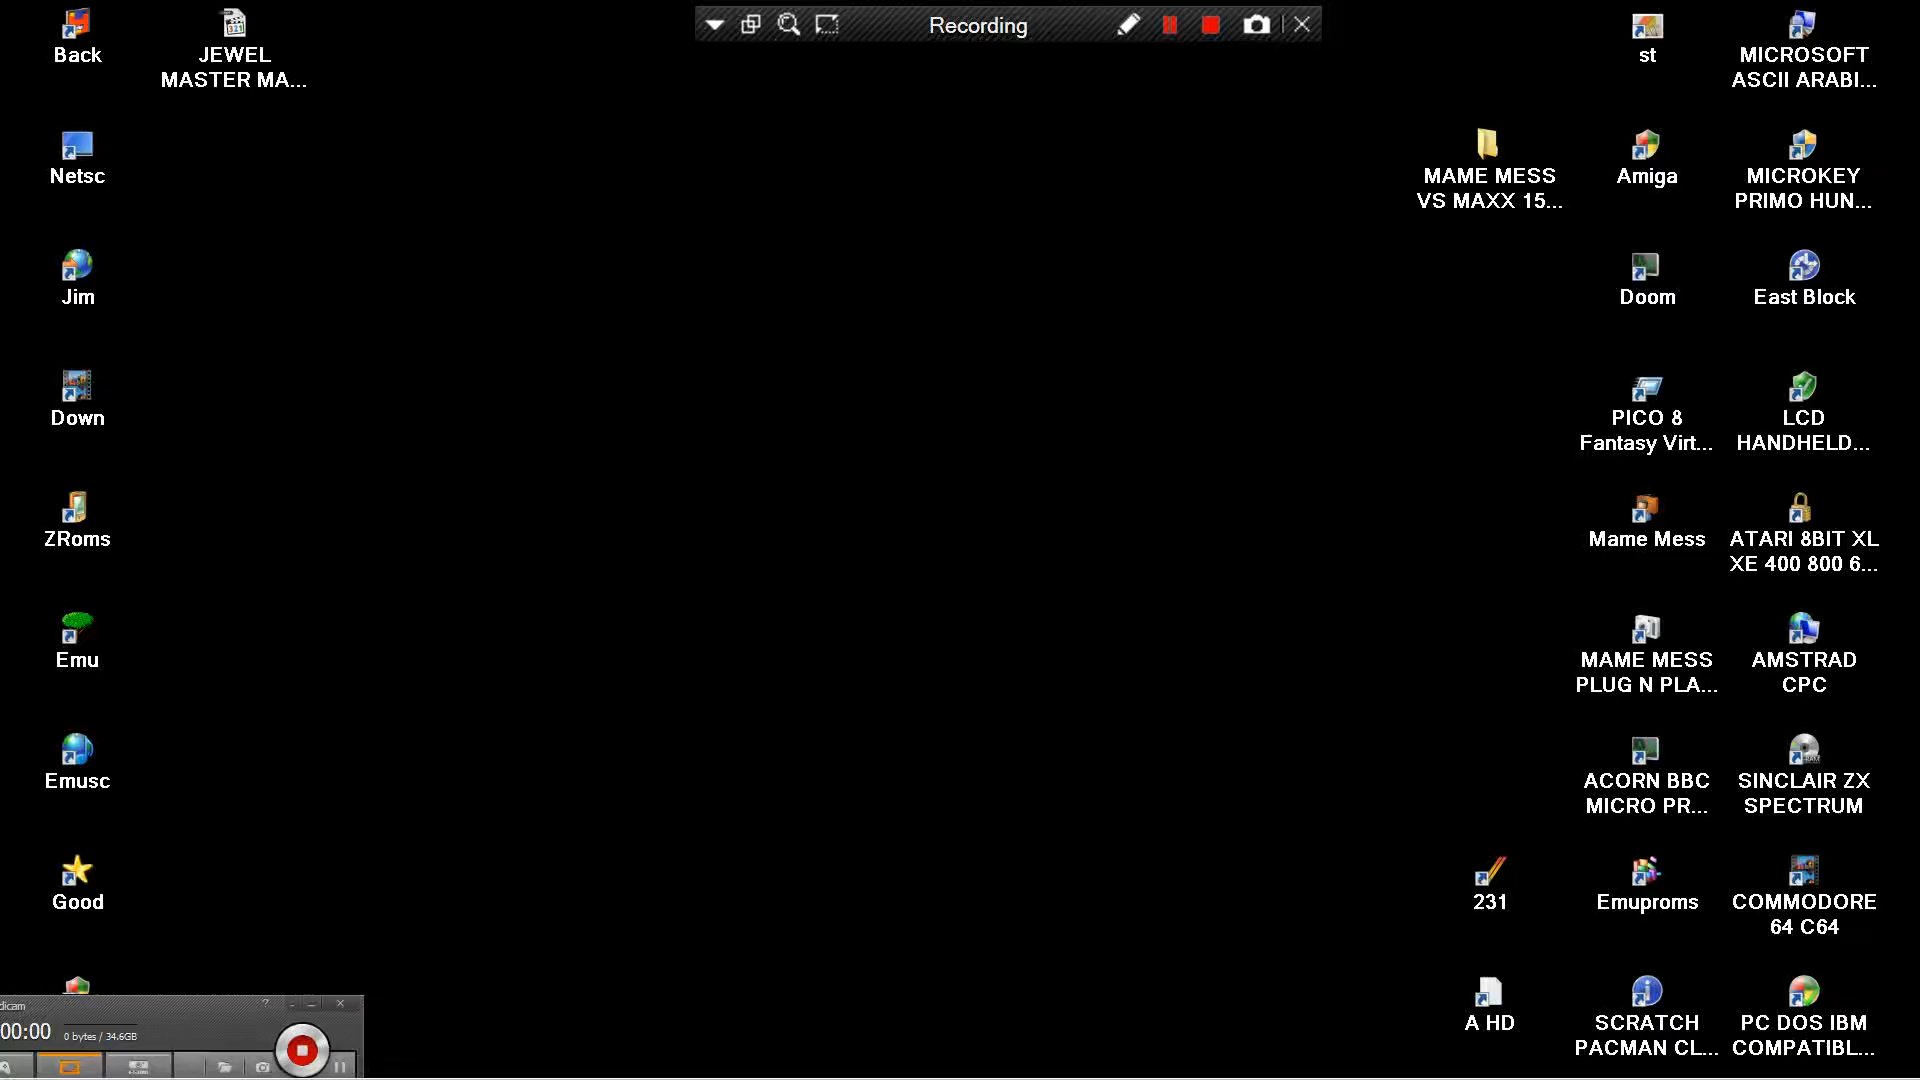 Recording
Back
JEWEL
MASTER MA...
st
MICROSOFT
ASCII ARABI...
Netsc
MAME MESS
VS MAXX 15...
Amiga
MICROKEY
PRIMO HUN...
Jim
Doom
East Block
Down
PICO 8
Fantasy Virt...
LCD
HANDHELD...
ZRoms
Mame Mess
ATARI 8BIT XL
XE 400 800 6...
Emu
MAME MESS
PLUG N PLA...
AMSTRAD
CPC
Emusc
ACORN BBC
MICRO PR...
SINCLAIR ZX
SPECTRUM
Good
231
Emuproms
COMMODORE
64 C64
A HD
SCRATCH
PACMAN CL...
PC DOS IBM
COMPATIBL...
dicam
00:00
0 bytes / 34.6GB